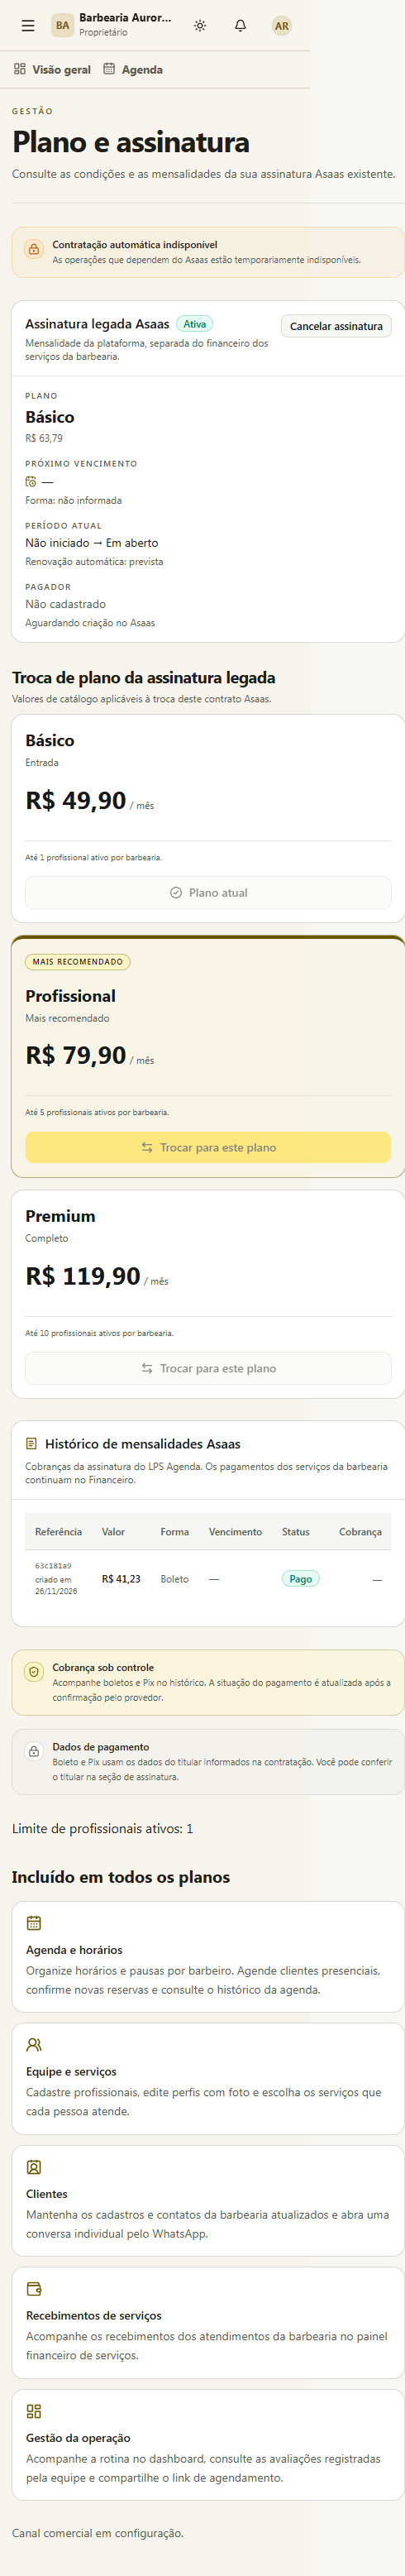 BA
Barbearia Auror...
Proprietário
AR
Visão geral
Agenda
GESTÃO
Plano e assinatura
Consulte as condições e as mensalidades da sua assinatura Asaas existente.
Contratação automática indisponível
As operações que dependem do Asaas estão temporariamente indisponíveis.
Assinatura legada Asaas
Ativa
Cancelar assinatura
Mensalidade da plataforma, separada do financeiro dos
serviços da barbearia.
PLANO
Básico
R$ 63,79
PRÓXIMO VENCIMENTO
—
Forma: não informada
PERÍODO ATUAL
Não iniciado → Em aberto
Renovação automática: prevista
PAGADOR
Não cadastrado
Aguardando criação no Asaas
Troca de plano da assinatura legada
Valores de catálogo aplicáveis à troca deste contrato Asaas.
Básico
Entrada
R$ 49,90 / mês
Até 1 profissional ativo por barbearia.
Plano atual
MAIS RECOMENDADO
Profissional
Mais recomendado
R$ 79,90 / mês
Até 5 profissionais ativos por barbearia.
Trocar para este plano
Premium
Completo
R$ 119,90 / mês
Até 10 profissionais ativos por barbearia.
Trocar para este plano
Histórico de mensalidades Asaas
Cobranças da assinatura do LPS Agenda. Os pagamentos dos serviços da barbearia
continuam no Financeiro.
Referência Valor Forma Vencimento Status Cobrança
63c181a9
criado em
26/11/2026
R$ 41,23 Boleto — Pago —
Cobrança sob controle
Acompanhe boletos e Pix no histórico. A situação do pagamento é atualizada após a
confirmação pelo provedor.
Dados de pagamento
Boleto e Pix usam os dados do titular informados na contratação. Você pode conferir
o titular na seção de assinatura.
Limite de profissionais ativos: 1
Incluído em todos os planos
Agenda e horários
Organize horários e pausas por barbeiro. Agende clientes presenciais,
confirme novas reservas e consulte o histórico da agenda.
Equipe e serviços
Cadastre profissionais, edite perfis com foto e escolha os serviços que
cada pessoa atende.
Clientes
Mantenha os cadastros e contatos da barbearia atualizados e abra uma
conversa individual pelo WhatsApp.
Recebimentos de serviços
Acompanhe os recebimentos dos atendimentos da barbearia no painel
financeiro de serviços.
Gestão da operação
Acompanhe a rotina no dashboard, consulte as avaliações registradas
pela equipe e compartilhe o link de agendamento.
Canal comercial em configuração.